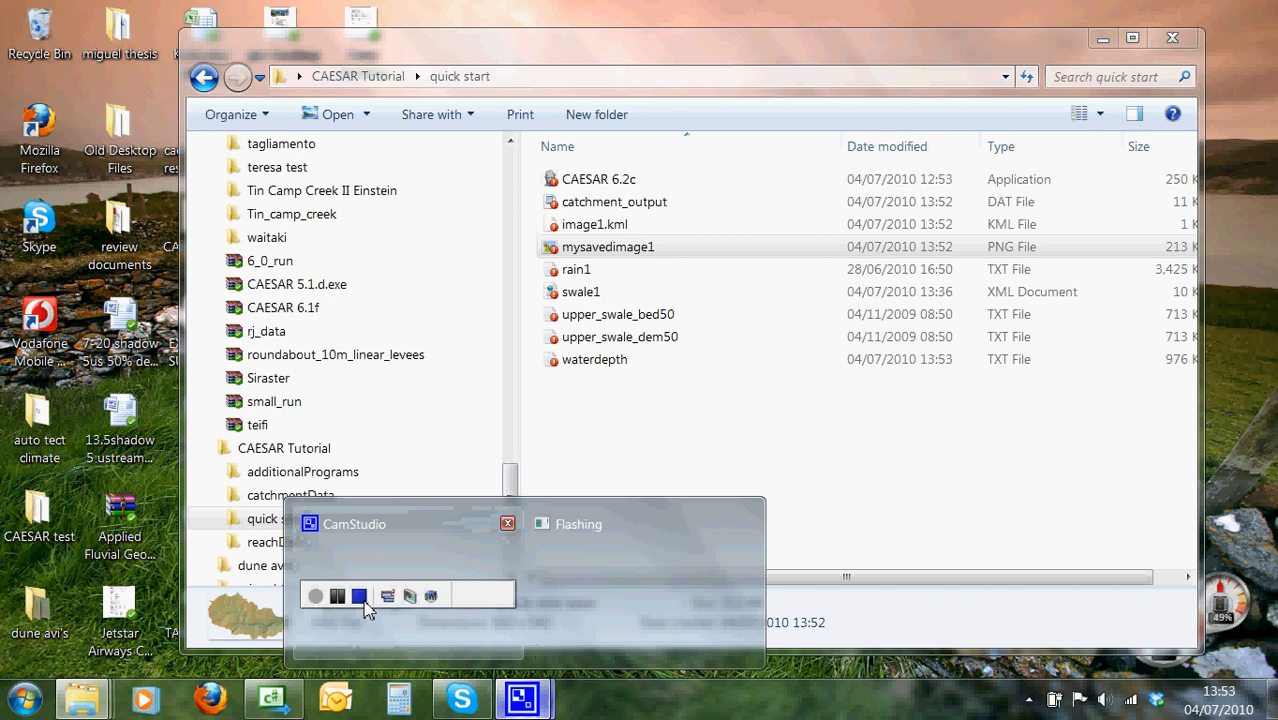 Recycle Bin
miguel thesis
CAESAR Tutorial
quick start
Search quick start
Organize
Open
Share with
Print
New folder
Mozilla
Firefox
Old Desktop
Files
Skype
review
documents
Vodafone
Mobile ...
7-20 shadow
5us 50% de...
auto tect
climate
13.5shadow
5 ustream...
CAESAR test
Applied
Fluvial Geo...
dune avi's
Jetstar
Airways C...
tagliamento
teresa test
Tin Camp Creek II Einstein
Tin_camp_creek
waitaki
6_0_run
CAESAR 5.1.d.exe
CAESAR 6.1f
rj_data
roundabout_10m_linear_levees
Siraster
small_run
teifi
CAESAR Tutorial
additionalPrograms
catchmentData
quick s
reachD
dune avi
Name Date modified Type Size
CAESAR 6.2c 04/07/2010 12:53 Application 250 K
catchment_output 04/07/2010 13:52 DAT File 11 K
image1.kml 04/07/2010 13:52 KML File 1 K
mysavedimage1 04/07/2010 13:52 PNG File 213 K
rain1 28/06/2010 16:50 TXT File 3,425 K
swale1 04/07/2010 13:36 XML Document 10 K
upper_swale_bed50 04/11/2009 08:50 TXT File 713 K
upper_swale_dem50 04/11/2009 08:50 TXT File 713 K
waterdepth 04/07/2010 13:53 TXT File 976 K
CamStudio
Flashing
010 13:52
49%
13:53
04/07/2010